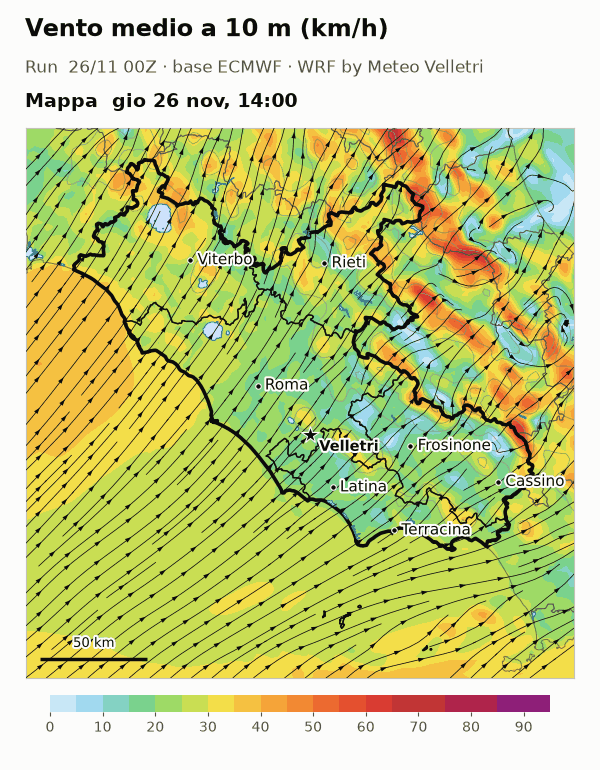 Vento medio a 10 m (km/h)
Run  26/11 00Z · base ECMWF · WRF by Meteo Velletri
Mappa  gio 26 nov, 14:00
Viterbo
Rieti
Roma
Velletri
Frosinone
Latina
Cassino
Terracina
50 km
0 10 20 30 40 50 60 70 80 90